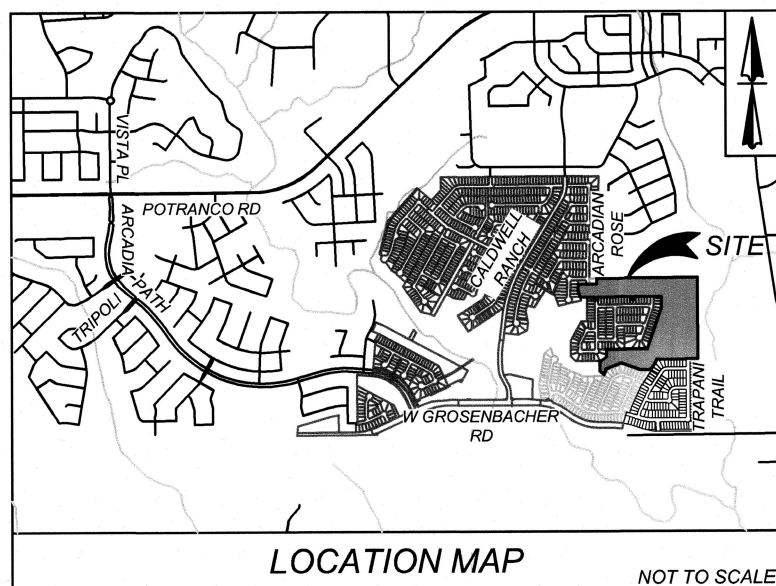 VISTA PL
POTRANCO RD
ARCADIA PATH
TRIPOLI
CALDWELL
RANCH
ARCADIAN
ROSE
SITE
W GROSENBACHER
RD
TRAPANI
TRAIL
LOCATION MAP
NOT TO SCALE